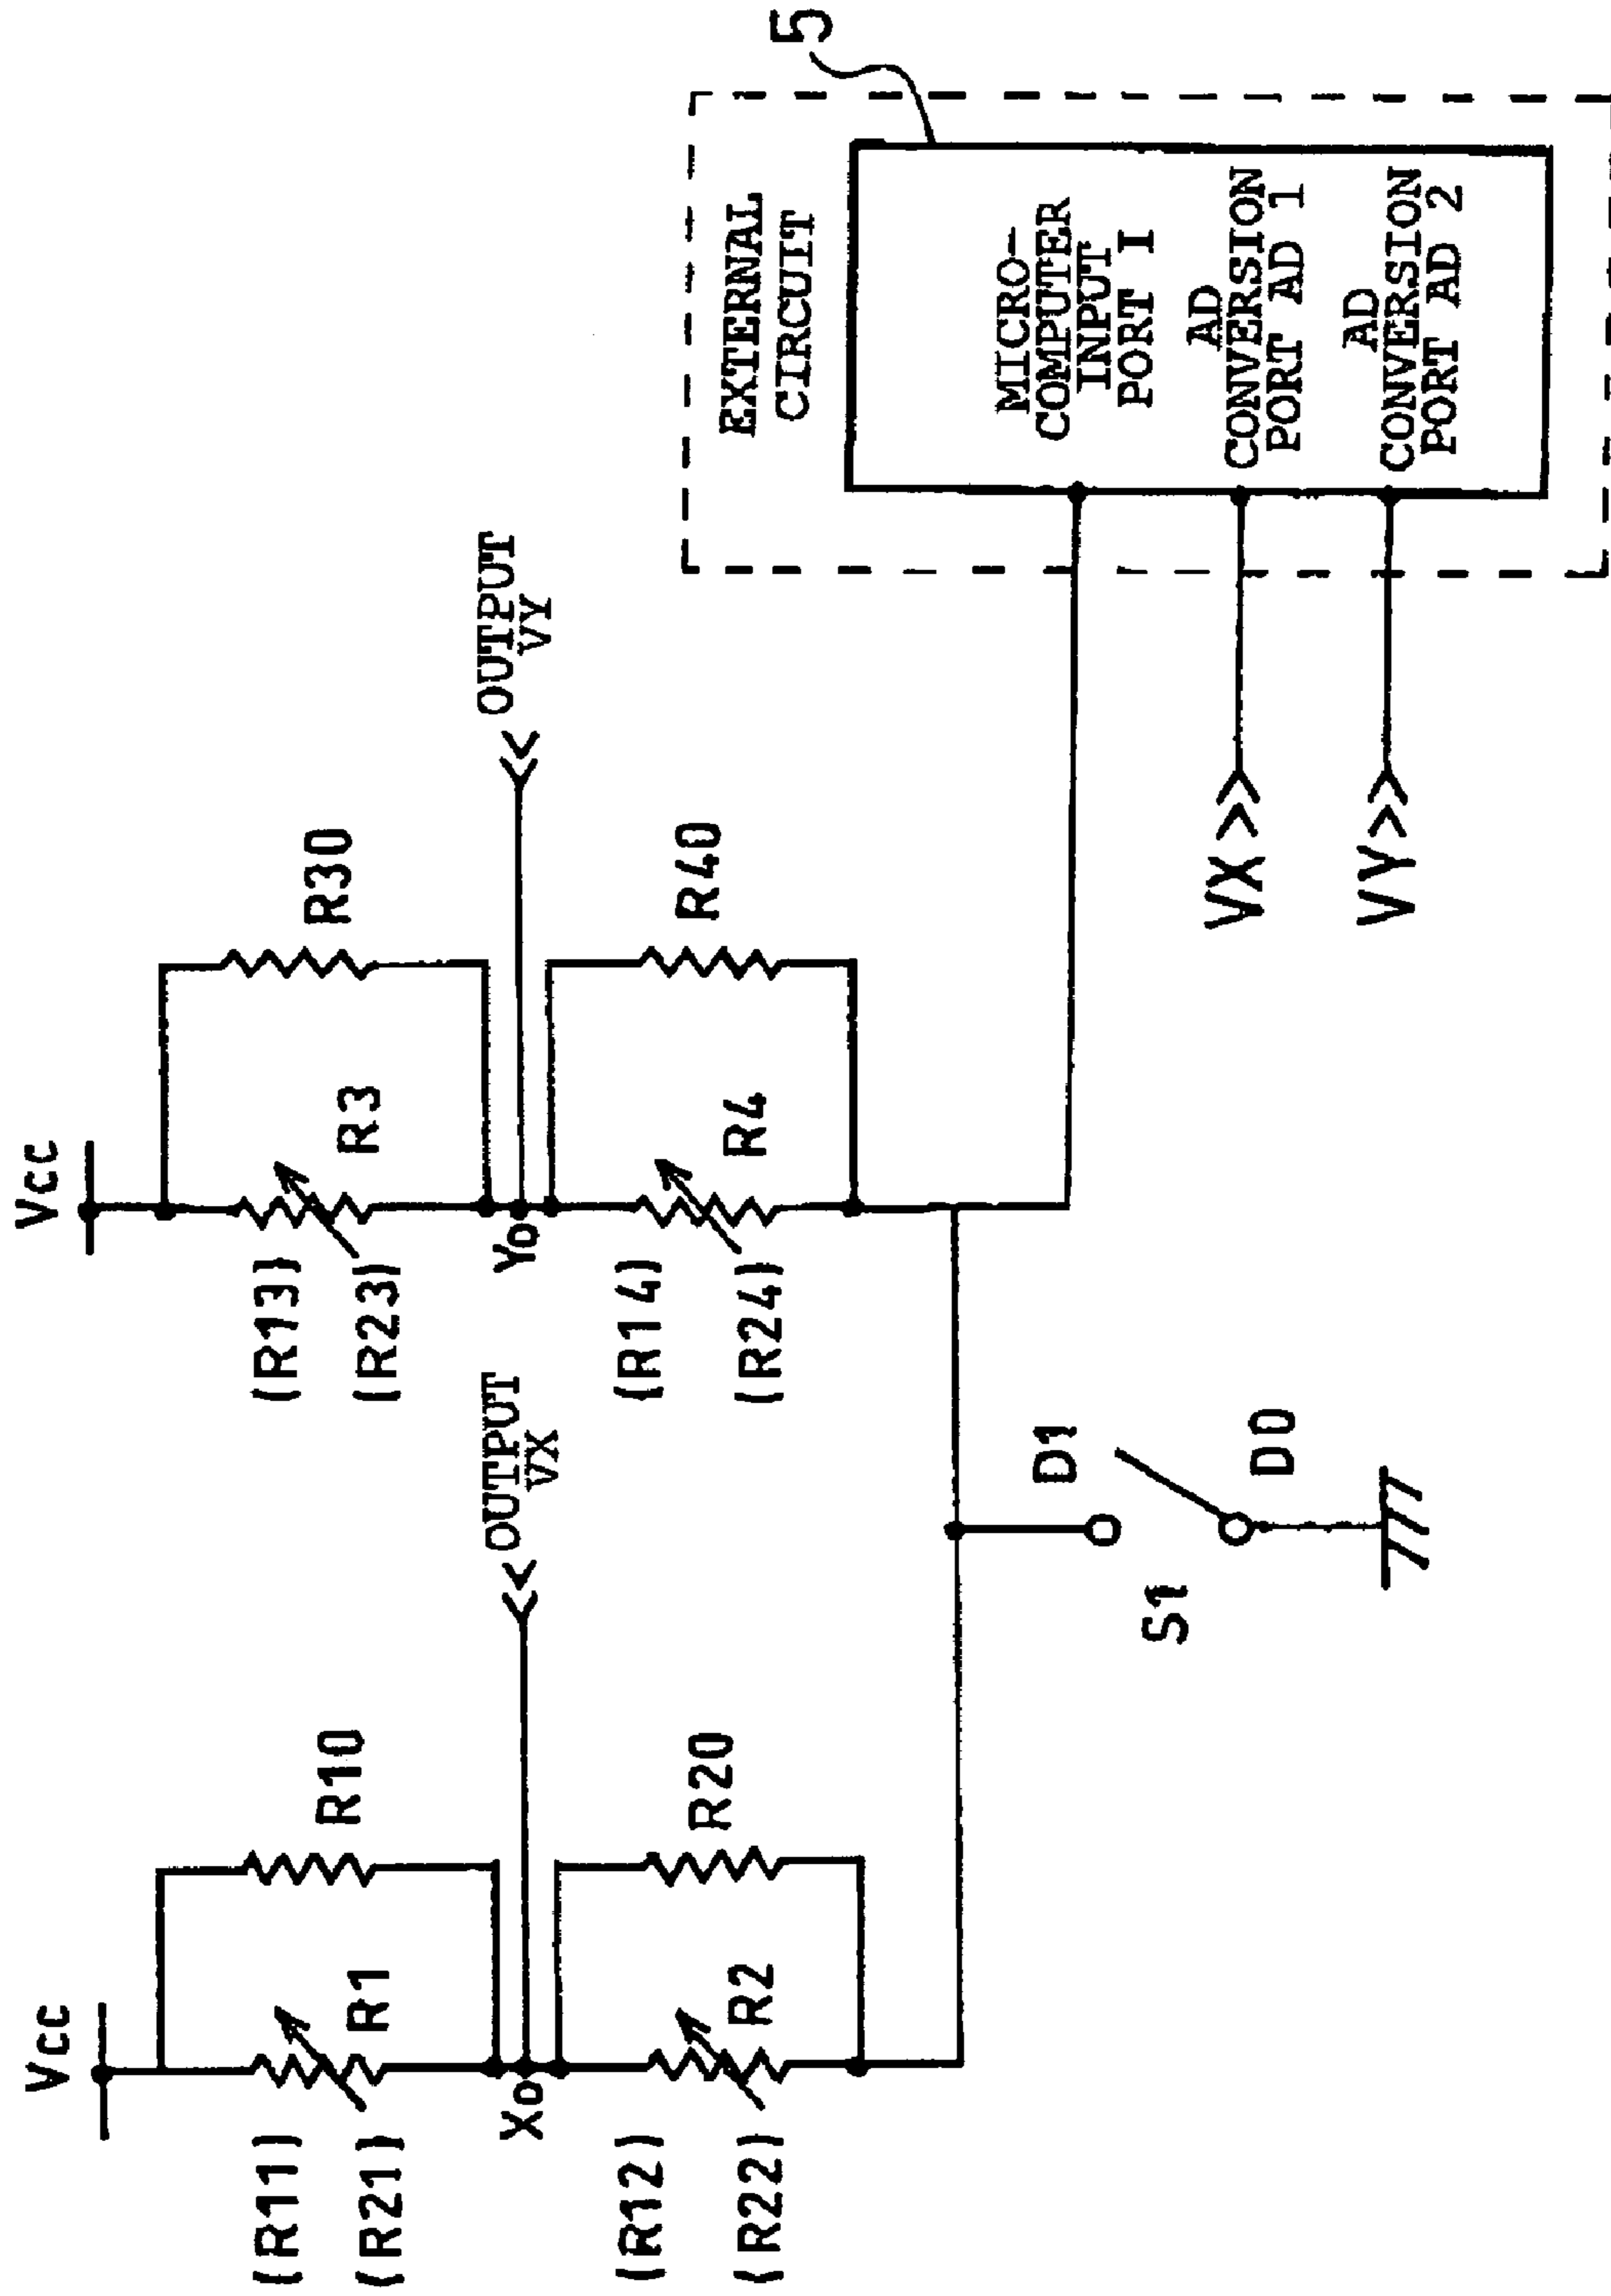 Vcc
(R11)
(R21)
R1
R10
Xo
OUTPUT
VX
(R12)
(R22)
R2
R20
Vcc
(R13)
(R23)
R3
R30
Yo
OUTPUT
VY
(R14)
(R24)
R4
R40
S1
D1
D0
EXTERNAL
CIRCUIT
5
MICRO-
COMPUTER
INPUT
PORT I
AD
CONVERSION
PORT AD 1
AD
CONVERSION
PORT AD 2
VX
VY